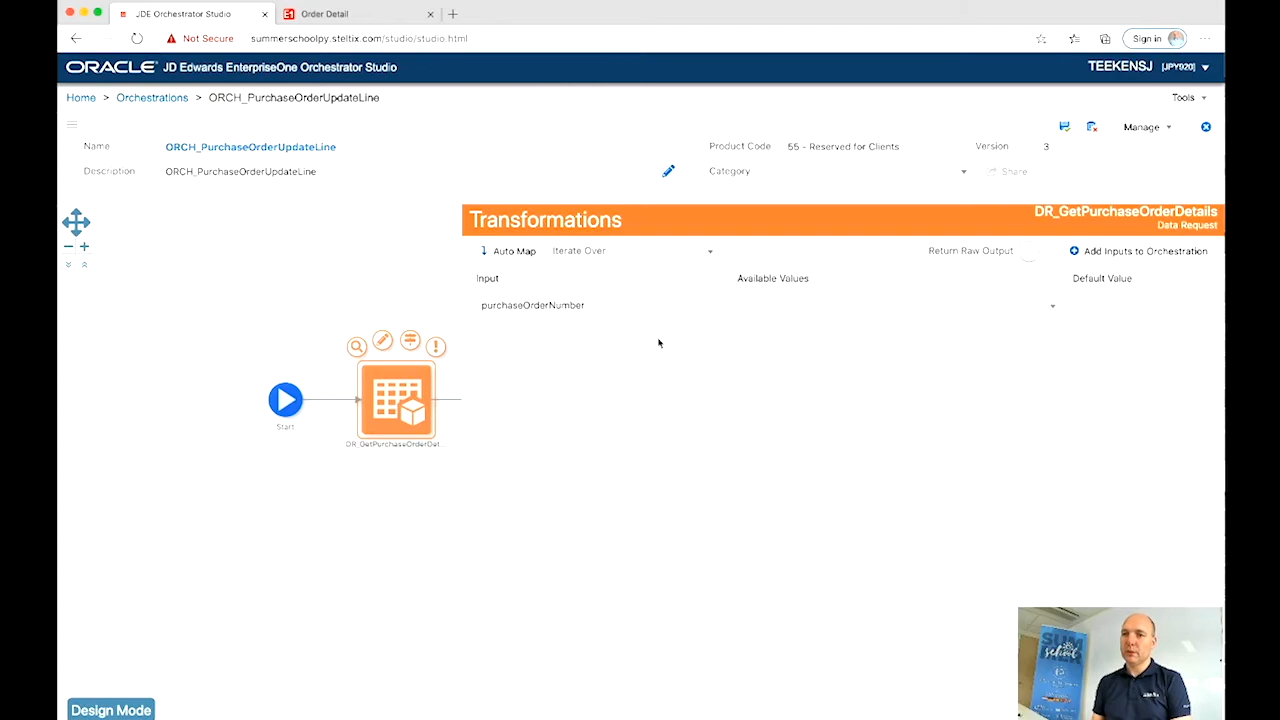 JDE Orchestrator Studio
Order Detail
Not Secure summerschoolpy.steltix.com/studio/studio.html
Sign in
ORACLE JD Edwards EnterpriseOne Orchestrator Studio
TEEKENSJ [JPY920]
Home > Orchestrations > ORCH_PurchaseOrderUpdateLine
Tools
Manage
Name ORCH_PurchaseOrderUpdateLine
Product Code 55 - Reserved for Clients
Version 3
Description ORCH_PurchaseOrderUpdateLine
Category
Share
Transformations
DR_GetPurchaseOrderDetails
Data Request
Auto Map Iterate Over
Return Raw Output
Add Inputs to Orchestration
Input Available Values Default Value
purchaseOrderNumber
Start
DR_GetPurchaseOrderDet...
school
Design Mode